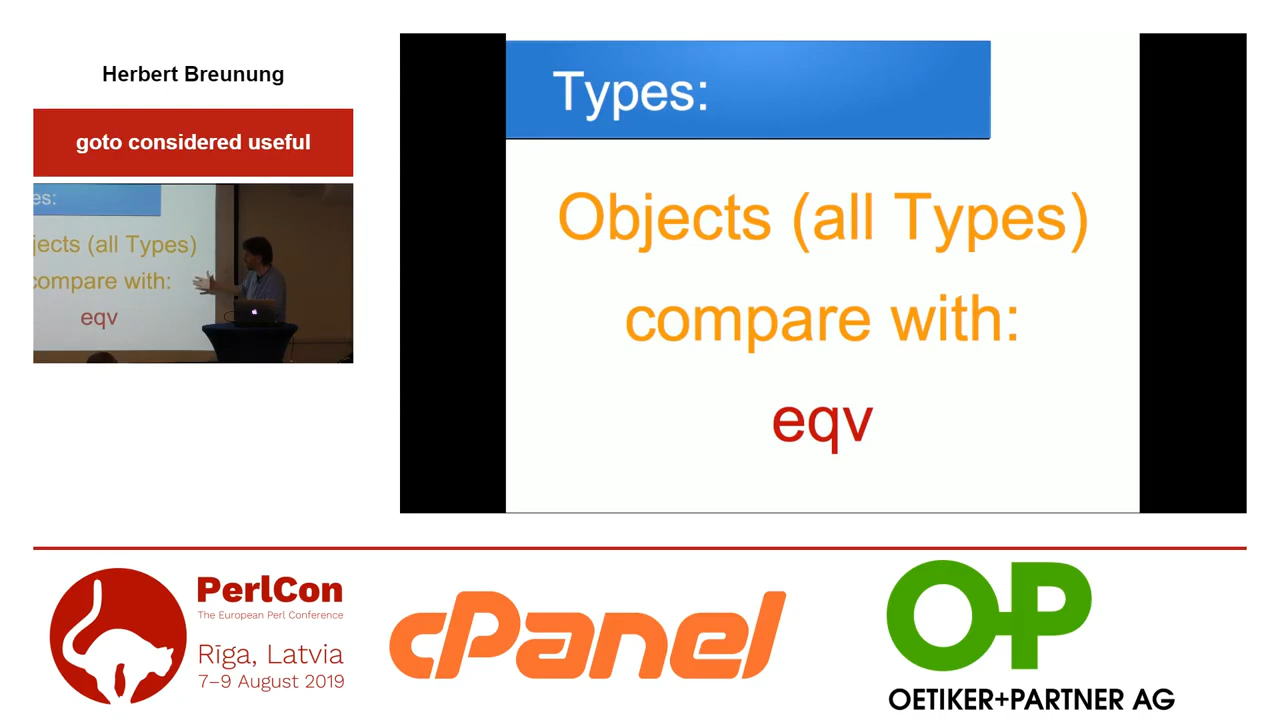 Herbert Breunung
goto considered useful
es:
jects (all Types)
compare with:
eqv
Types:
Objects (all Types)
compare with:
eqv
PerlCon
The European Perl Conference
Rīga, Latvia
7–9 August 2019
cPanel
O+P
OETIKER+PARTNER AG